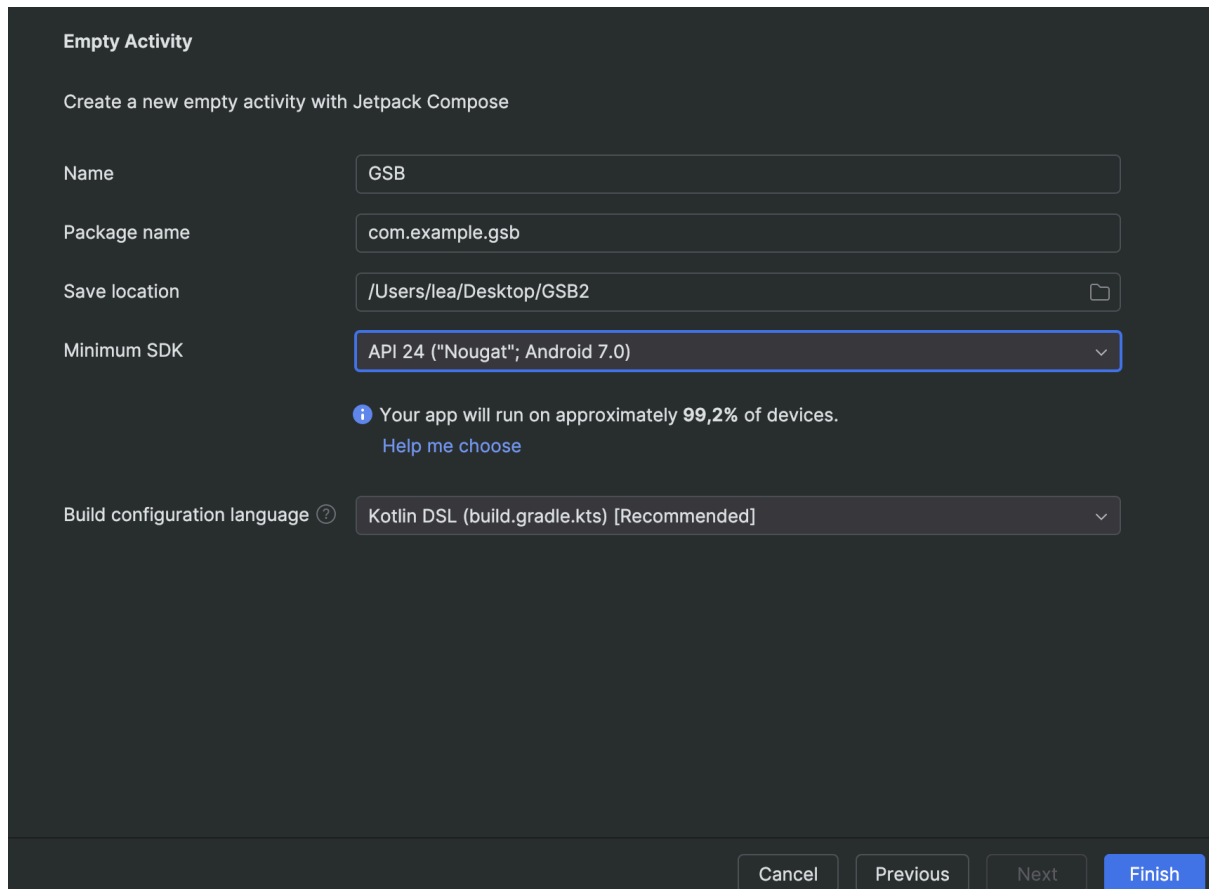 Empty Activity
Create a new empty activity with Jetpack Compose
Name GSB
Package name com.example.gsb
Save location /Users/lea/Desktop/GSB2
Minimum SDK API 24 ("Nougat"; Android 7.0)
i Your app will run on approximately 99,2% of devices.
Help me choose
Build configuration language ? Kotlin DSL (build.gradle.kts) [Recommended]
Cancel Previous Next Finish